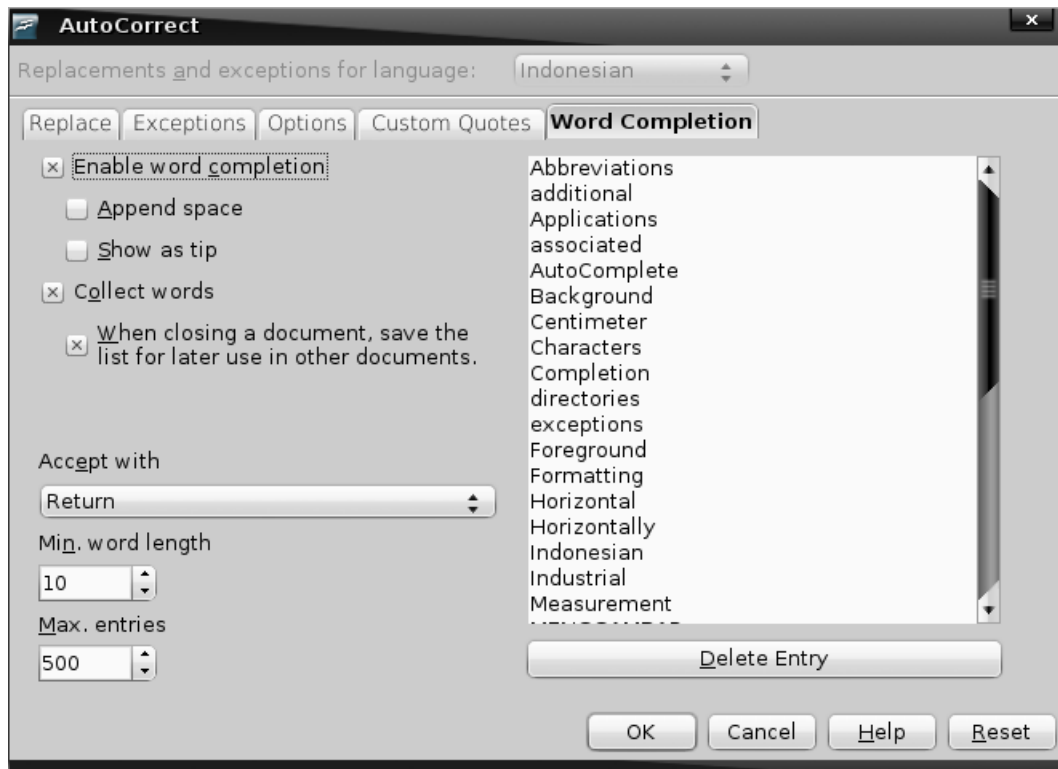 AutoCorrect
Replacements and exceptions for language: Indonesian
Replace Exceptions Options Custom Quotes Word Completion
Enable word completion
Append space
Show as tip
Collect words
When closing a document, save the
list for later use in other documents.
Accept with
Return
Min. word length
10
Max. entries
500
Abbreviations
additional
Applications
associated
AutoComplete
Background
Centimeter
Characters
Completion
directories
exceptions
Foreground
Formatting
Horizontal
Horizontally
Indonesian
Industrial
Measurement
Delete Entry
OK Cancel Help Reset